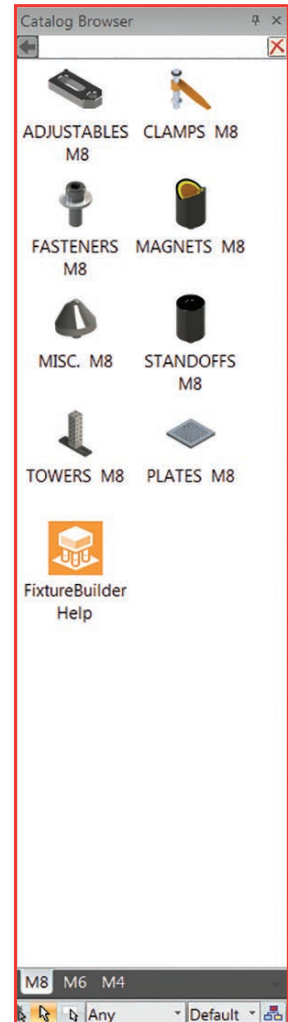 Catalog Browser
ADJUSTABLES CLAMPS M8
M8
FASTENERS MAGNETS M8
M8
MISC. M8 STANDOFFS
M8
TOWERS M8 PLATES M8
FixtureBuilder
Help
M8 M6 M4
Any Default